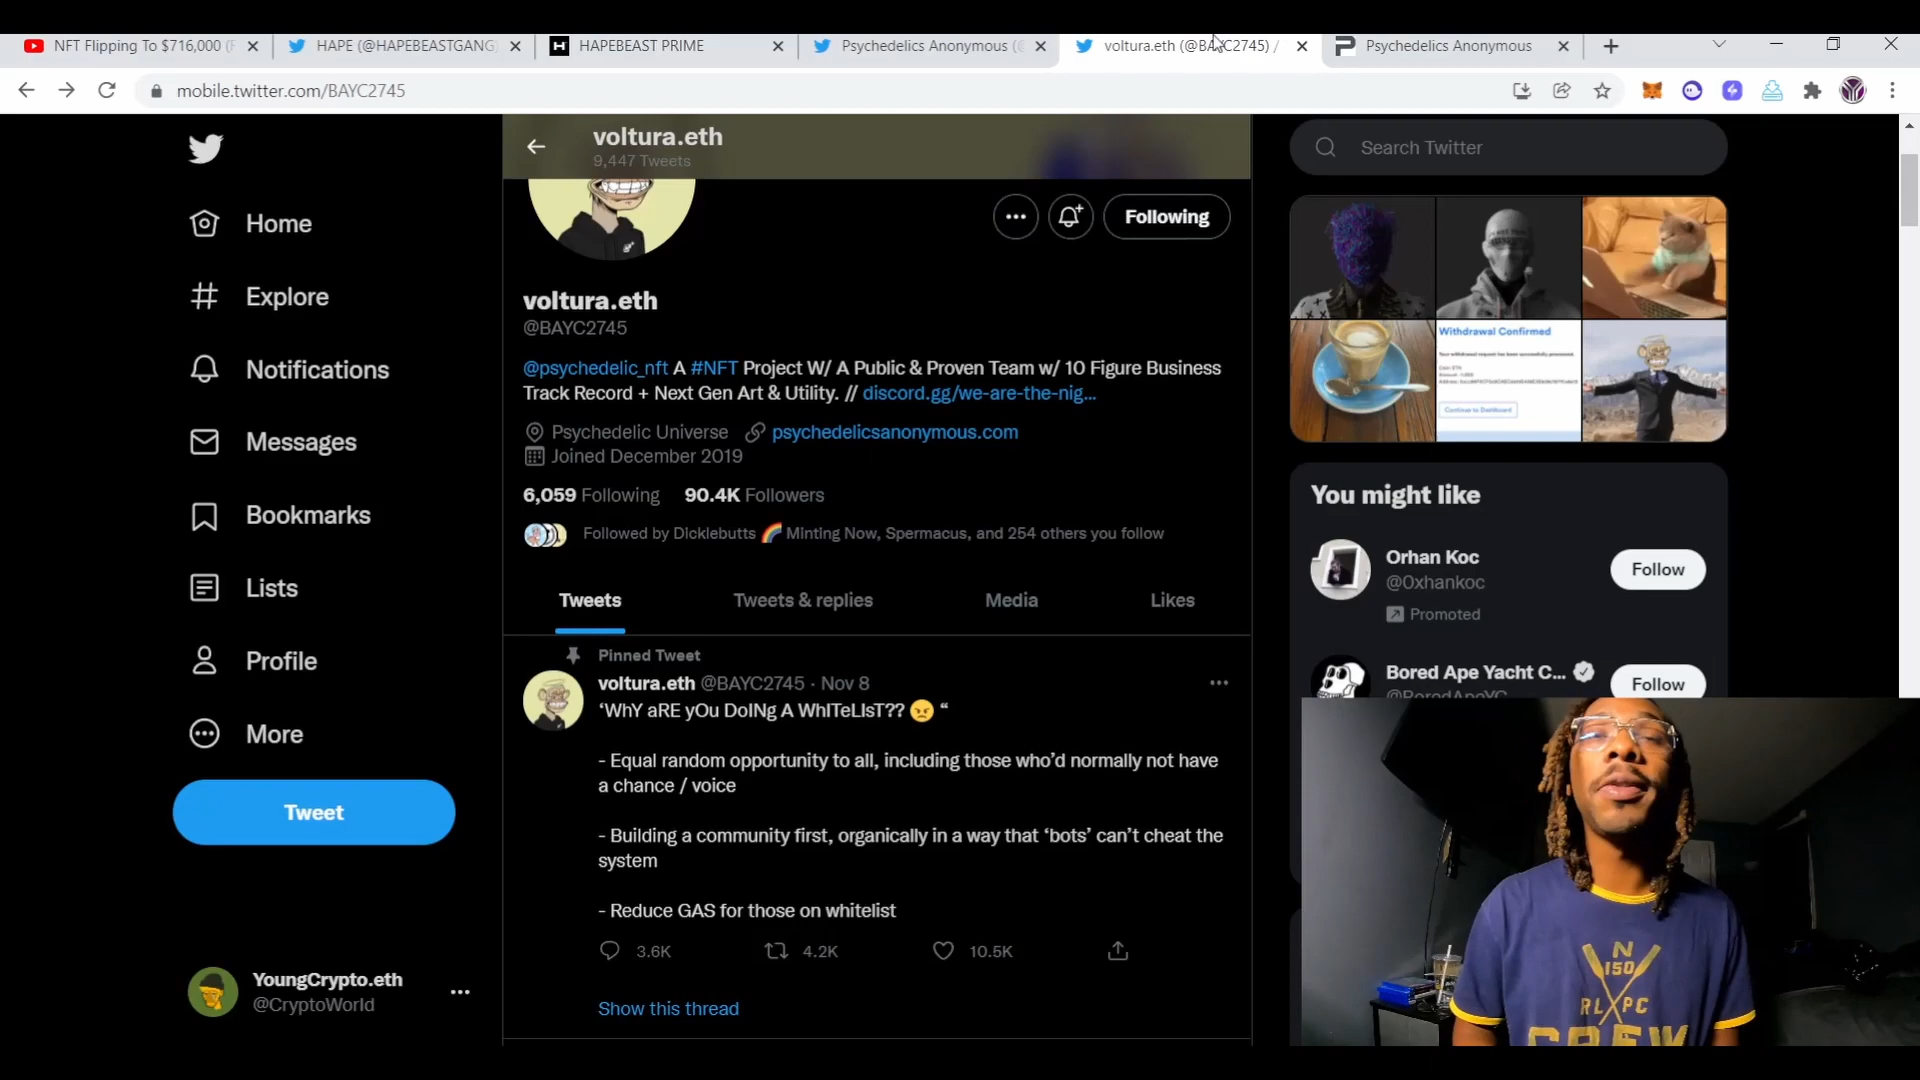 NFT Flipping To $716,000 (F
HAPE (@HAPEBEASTGANG)
HAPEBEAST PRIME
Psychedelics Anonymous (@
voltura.eth (@BAYC2745) /
Psychedelics Anonymous
mobile.twitter.com/BAYC2745
voltura.eth
9,447 Tweets
Search Twitter
Home
Explore
Notifications
Messages
Bookmarks
Lists
Profile
More
Tweet
YoungCrypto.eth
@CryptoWorld
Following
voltura.eth
@BAYC2745
@psychedelic_nft A #NFT Project W/ A Public & Proven Team w/ 10 Figure Business
Track Record + Next Gen Art & Utility. // discord.gg/we-are-the-nig...
Psychedelic Universe psychedelicsanonymous.com
Joined December 2019
6,059 Following 90.4K Followers
Followed by Dicklebutts 🌈 Minting Now, Spermacus, and 254 others you follow
Tweets Tweets & replies Media Likes
Pinned Tweet
voltura.eth @BAYC2745 · Nov 8
‘WhY aRE yOu DoINg A WhITeLIsT?? 😠 “
- Equal random opportunity to all, including those who’d normally not have
a chance / voice
- Building a community first, organically in a way that ‘bots’ can’t cheat the
system
- Reduce GAS for those on whitelist
3.6K 4.2K 10.5K
Show this thread
Withdrawal Confirmed
Continue to Dashboard
You might like
Orhan Koc
@0xhankoc
Promoted
Follow
Bored Ape Yacht C...
@BoredApeYC
Follow
N
150
RL PC
CREW